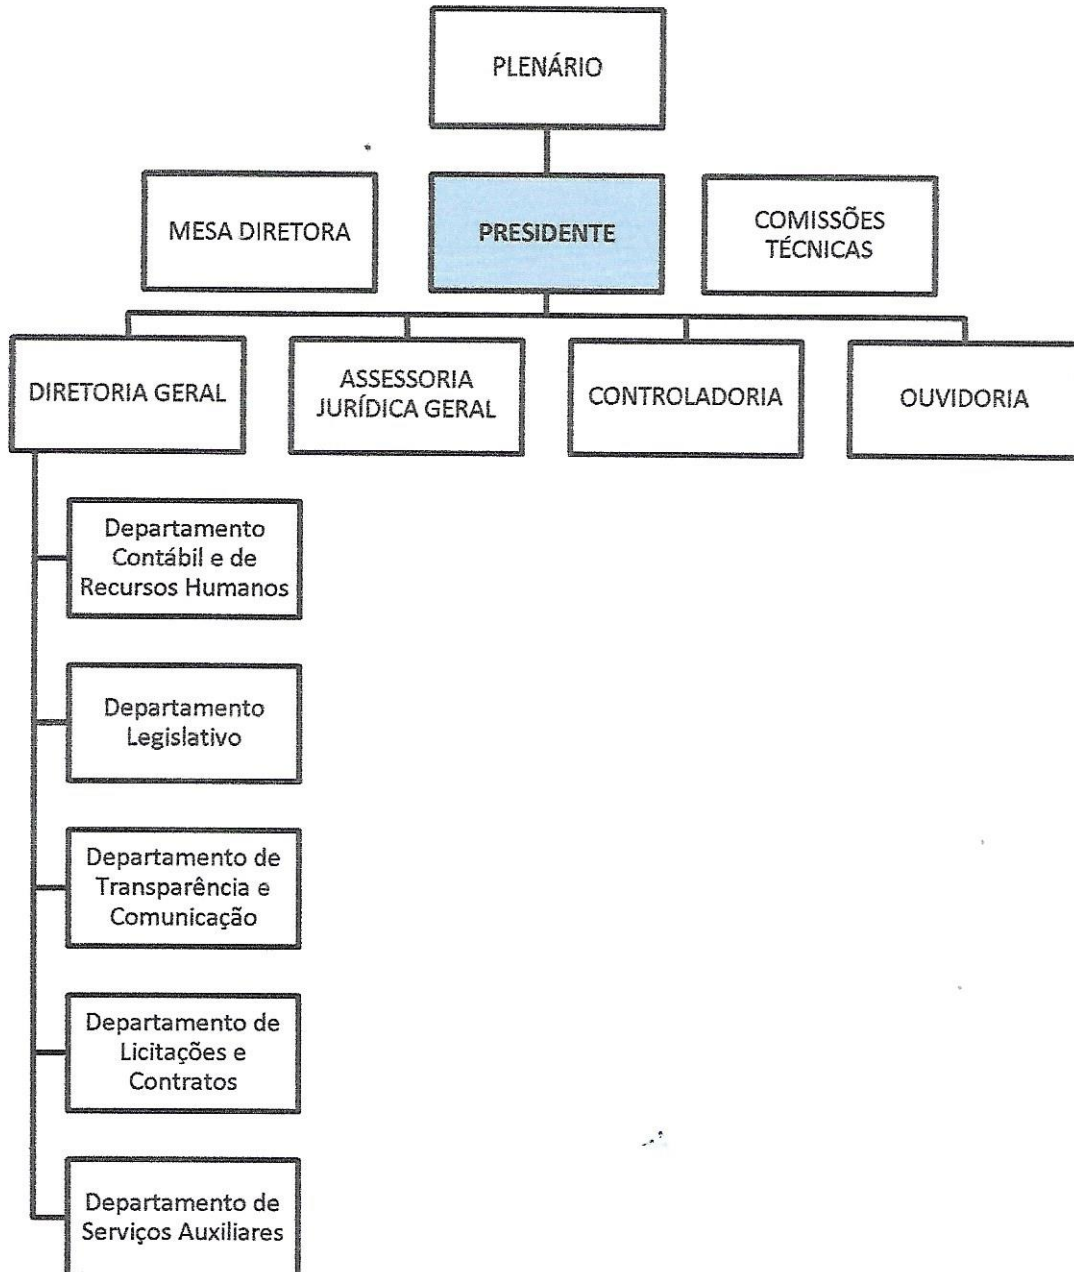 PLENÁRIO
MESA DIRETORA
PRESIDENTE
COMISSÕES
TÉCNICAS
DIRETORIA GERAL
ASSESSORIA
JURÍDICA GERAL
CONTROLADORIA
OUVIDORIA
Departamento
Contábil e de
Recursos Humanos
Departamento
Legislativo
Departamento de
Transparência e
Comunicação
Departamento de
Licitações e
Contratos
Departamento de
Serviços Auxiliares